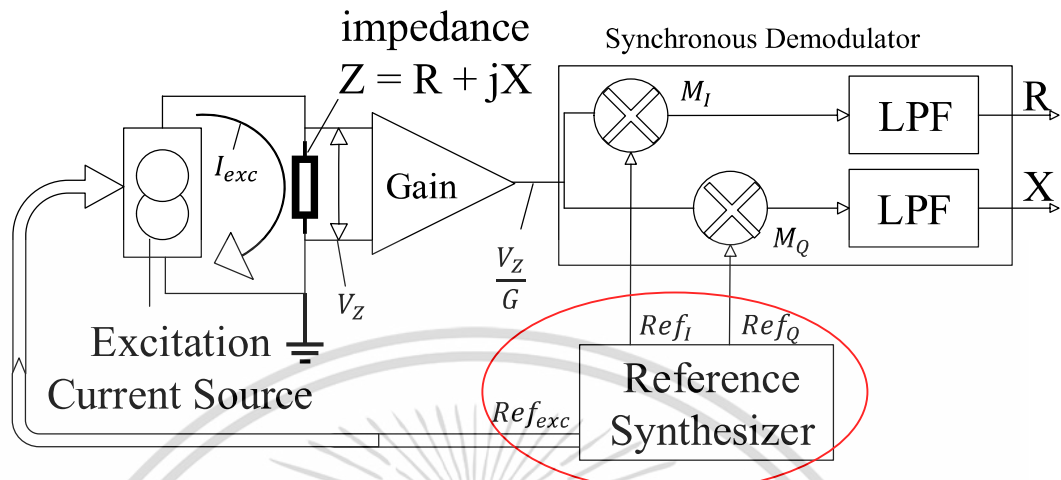 impedance
Z = R + jX
Synchronous Demodulator
I_exc
Gain
M_I
LPF
R
M_Q
LPF
X
V_Z
V_Z
G
Excitation
Current Source
Ref_I
Ref_Q
Reference
Synthesizer
Ref_exc